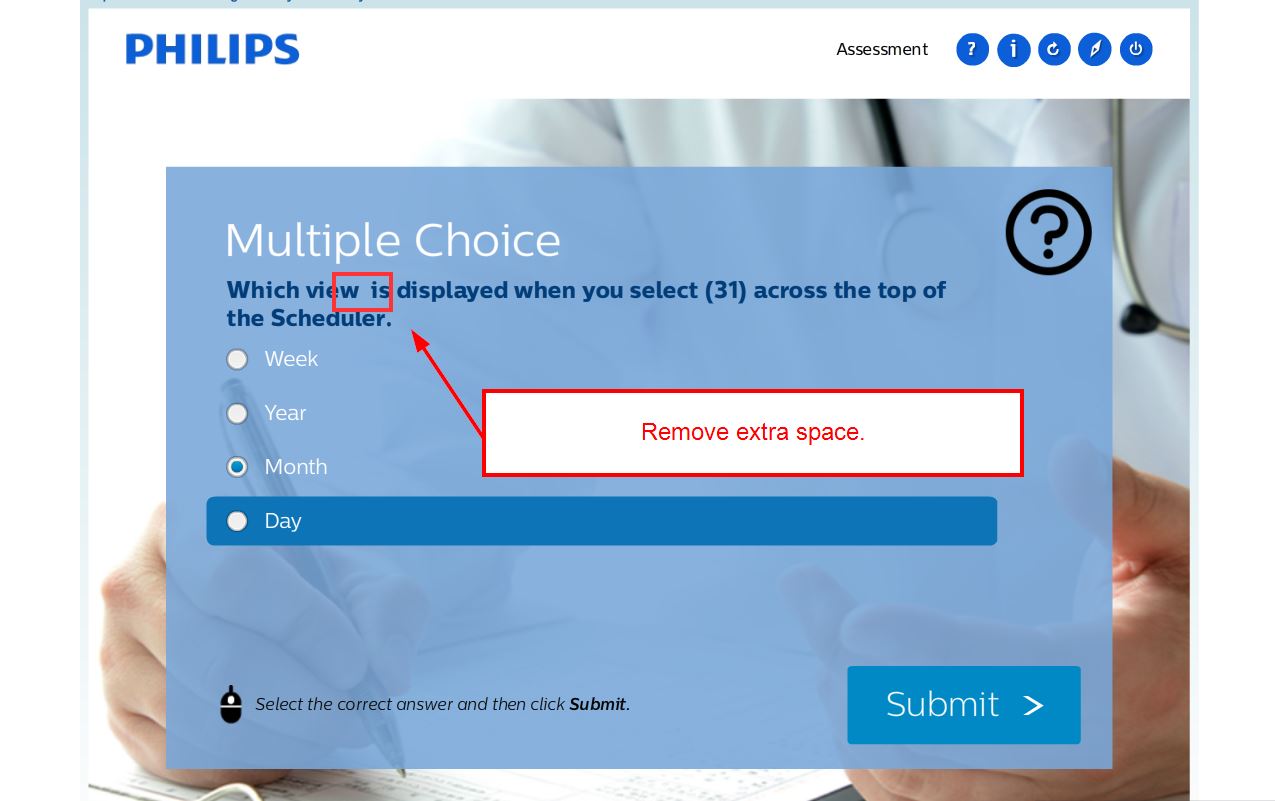 PHILIPS
Assessment
Multiple Choice
Which view  is displayed when you select (31) across the top of
the Scheduler.
Week
Year
Remove extra space.
Month
Day
Select the correct answer and then click Submit.
Submit >